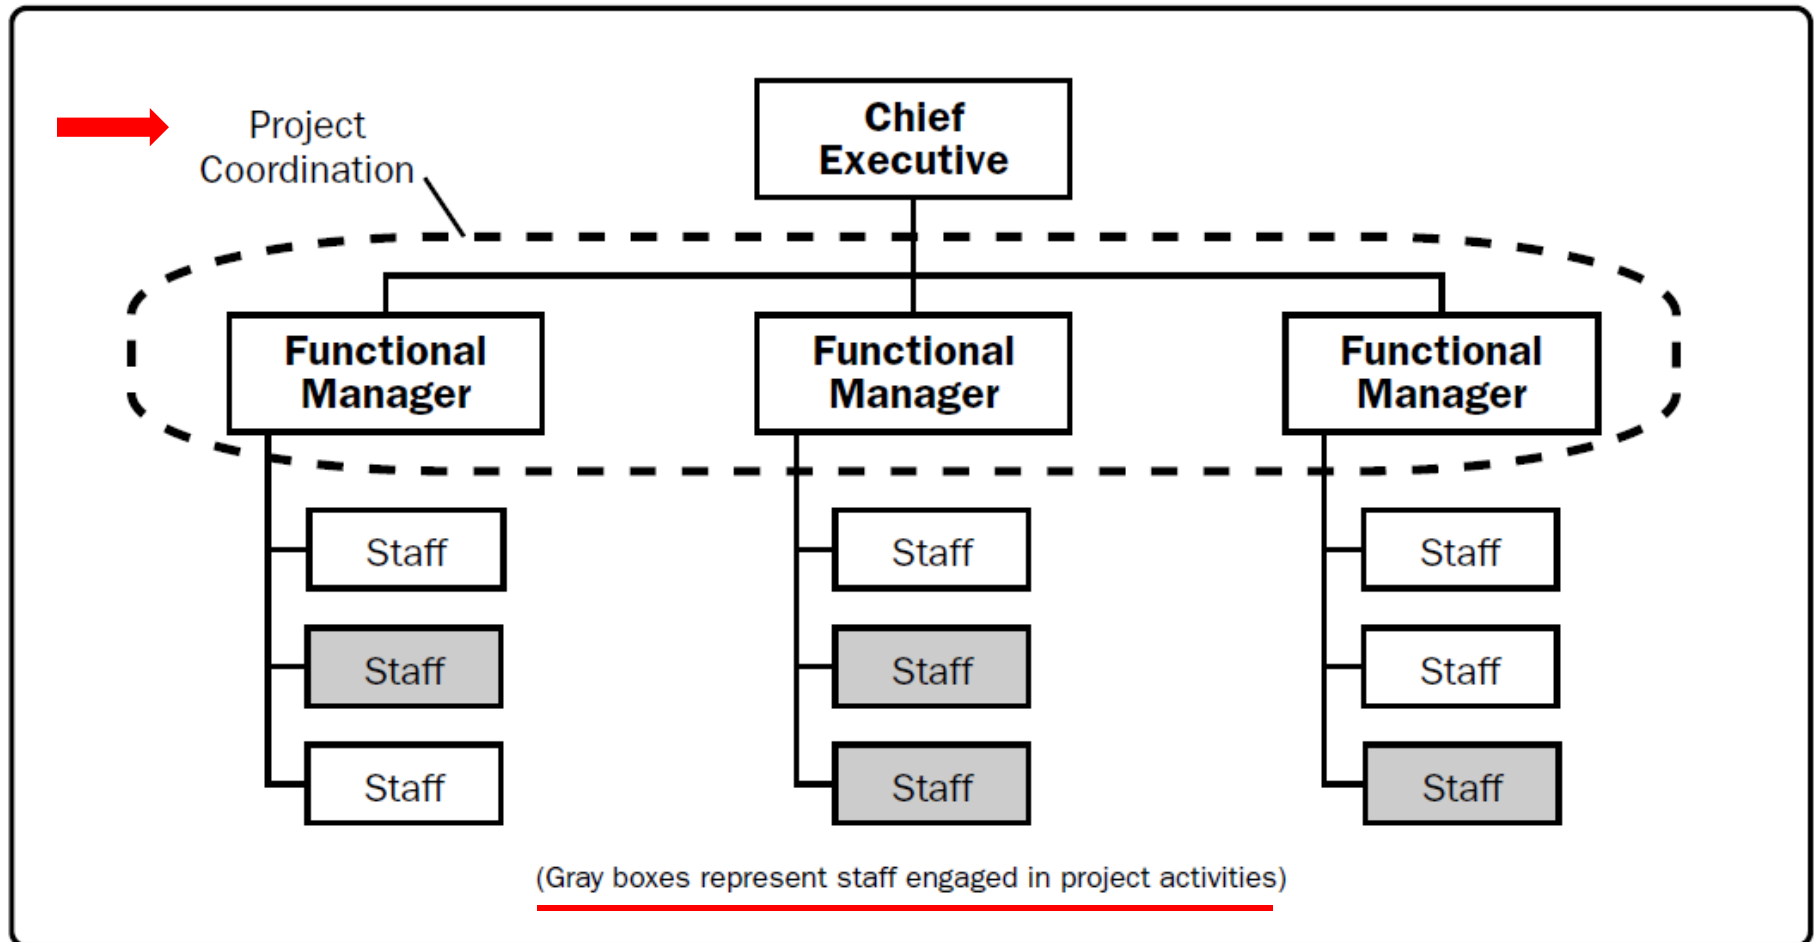 Project
Coordination
Chief
Executive
Functional
Manager
Functional
Manager
Functional
Manager
Staff
Staff
Staff
Staff
Staff
Staff
Staff
Staff
Staff
(Gray boxes represent staff engaged in project activities)